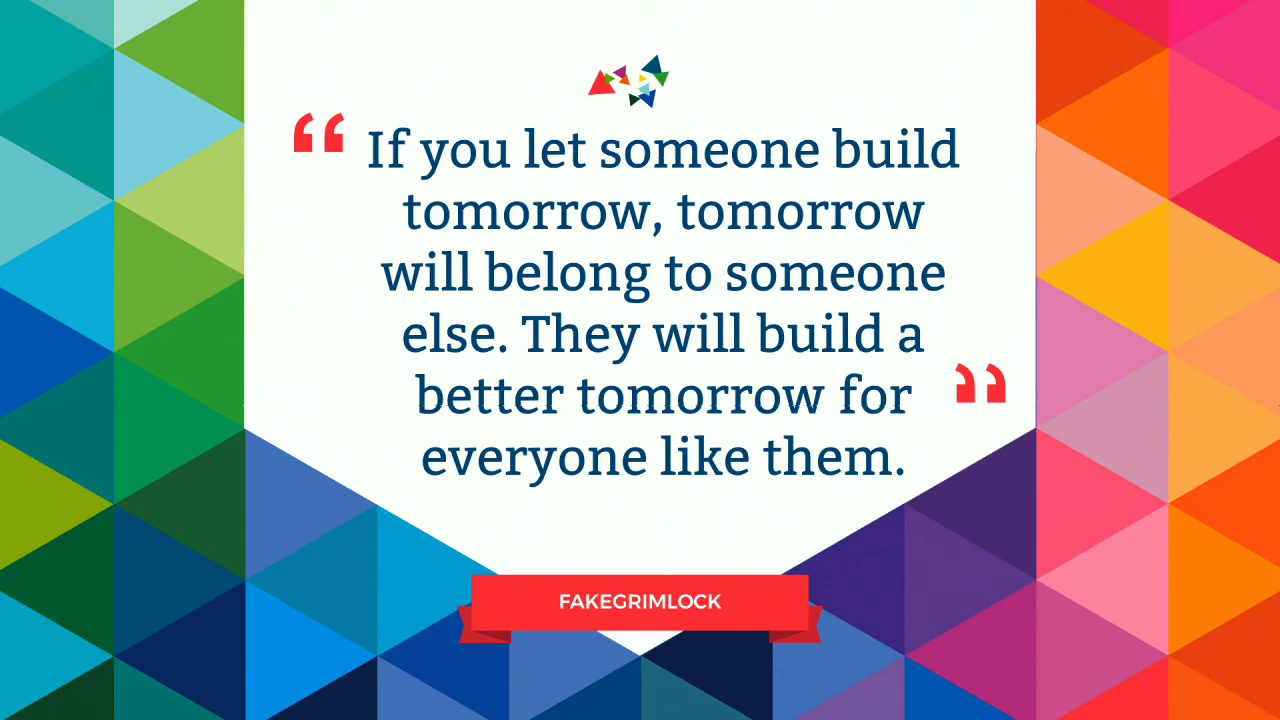 “ If you let someone build
tomorrow, tomorrow
will belong to someone
else. They will build a
better tomorrow for ”
everyone like them.
FAKEGRIMLOCK